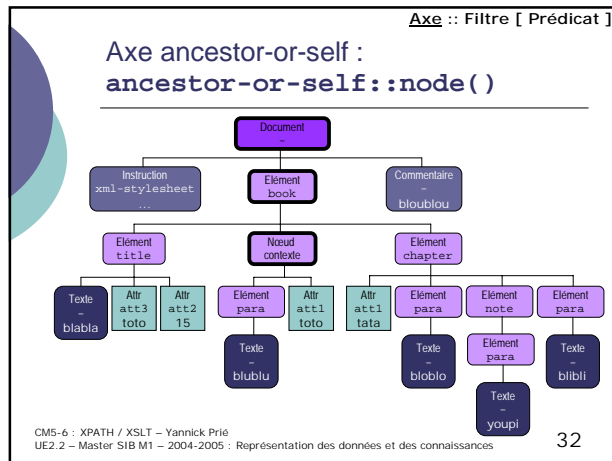 Axe :: Filtre [ Prédicat ]
Axe ancestor-or-self :
ancestor-or-self::node()
Document
–
Instruction
xml-stylesheet
...
Elément
book
Commentaire
–
bloublou
Elément
title
Nœud
contexte
Elément
chapter
Texte
–
blabla
Attr
att3
toto
Attr
att2
15
Elément
para
Attr
att1
toto
Attr
att1
tata
Elément
para
Elément
note
Elément
para
Texte
–
blublu
Texte
–
bloblo
Elément
para
Texte
–
blibli
Texte
–
youpi
CM5-6 : XPATH / XSLT – Yannick Prié
UE2.2 – Master SIB M1 – 2004-2005 : Représentation des données et des connaissances
32